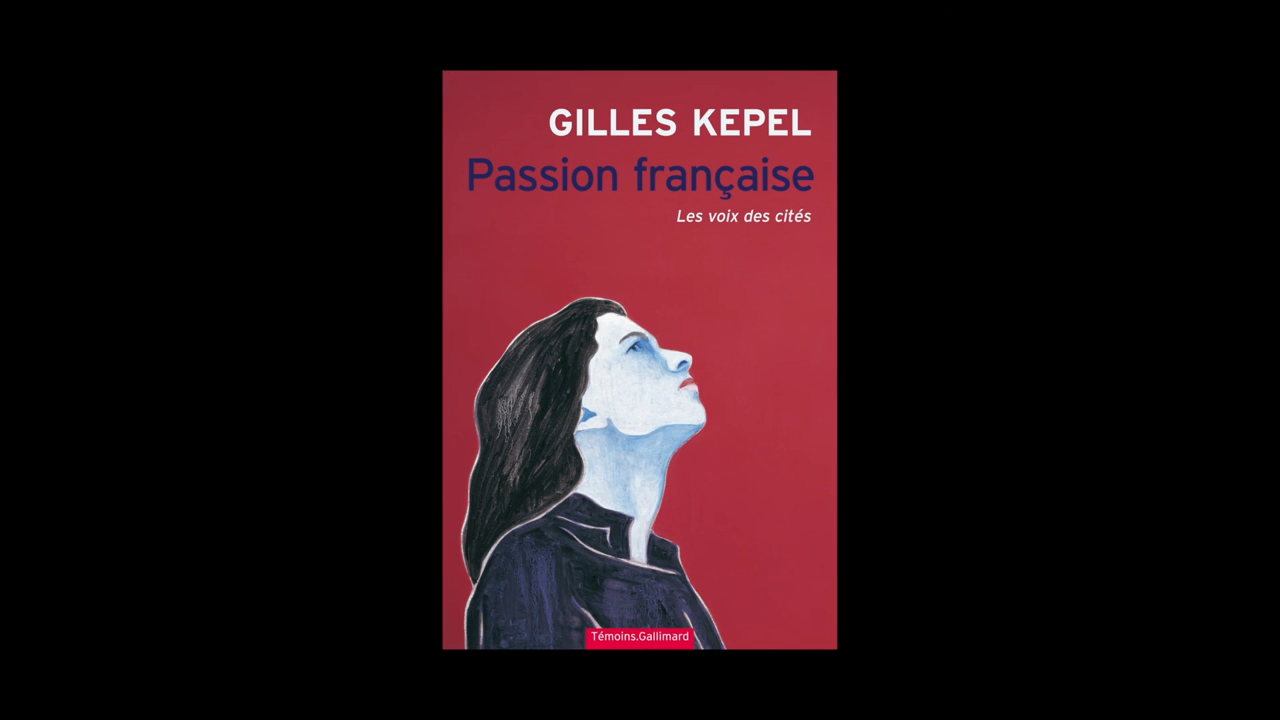 GILLES KEPEL
Passion française
Les voix des cités
Témoins.Gallimard